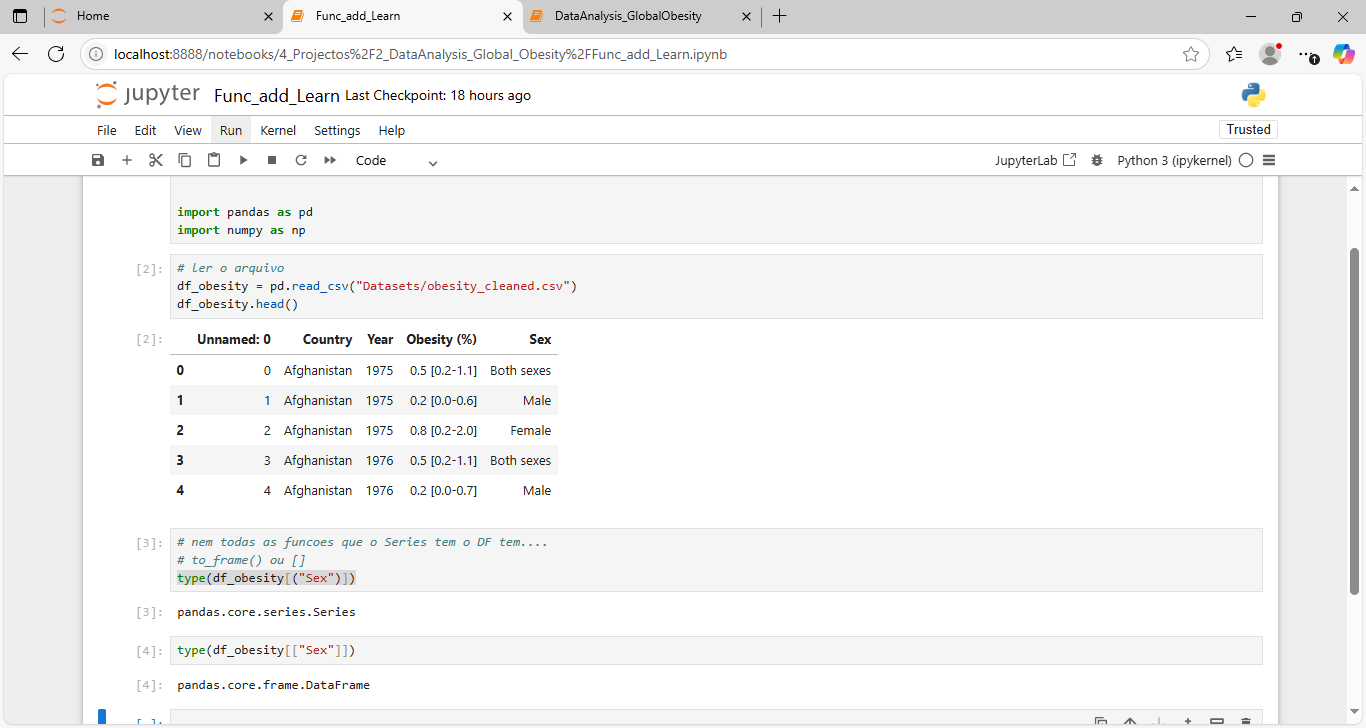 Home
Func_add_Learn
DataAnalysis_GlobalObesity
localhost:8888/notebooks/4_Projectos%2F2_DataAnalysis_Global_Obesity%2FFunc_add_Learn.ipynb
jupyter Func_add_Learn Last Checkpoint: 18 hours ago
File Edit View Run Kernel Settings Help
Trusted
Code
JupyterLab
Python 3 (ipykernel)
import pandas as pd
import numpy as np
[2]:
# ler o arquivo
df_obesity = pd.read_csv("Datasets/obesity_cleaned.csv")
df_obesity.head()
[2]:
Unnamed: 0 Country Year Obesity (%) Sex
0 0 Afghanistan 1975 0.5 [0.2-1.1] Both sexes
1 1 Afghanistan 1975 0.2 [0.0-0.6] Male
2 2 Afghanistan 1975 0.8 [0.2-2.0] Female
3 3 Afghanistan 1976 0.5 [0.2-1.1] Both sexes
4 4 Afghanistan 1976 0.2 [0.0-0.7] Male
[3]:
# nem todas as funcoes que o Series tem o DF tem....
# to_frame() ou []
type(df_obesity[("Sex")])
[3]: pandas.core.series.Series
[4]: type(df_obesity[["Sex"]])
[4]: pandas.core.frame.DataFrame
[ ]: